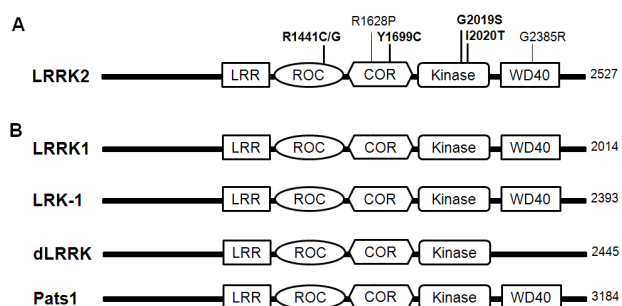 A
R1628P
G2019S
R1441C/G
Y1699C
I2020T
G2385R
LRRK2 LRR ROC COR Kinase WD40 2527
B
LRRK1 LRR ROC COR Kinase WD40 2014
LRK-1 LRR ROC COR Kinase WD40 2393
dLRRK LRR ROC COR Kinase 2445
Pats1 LRR ROC COR Kinase WD40 3184